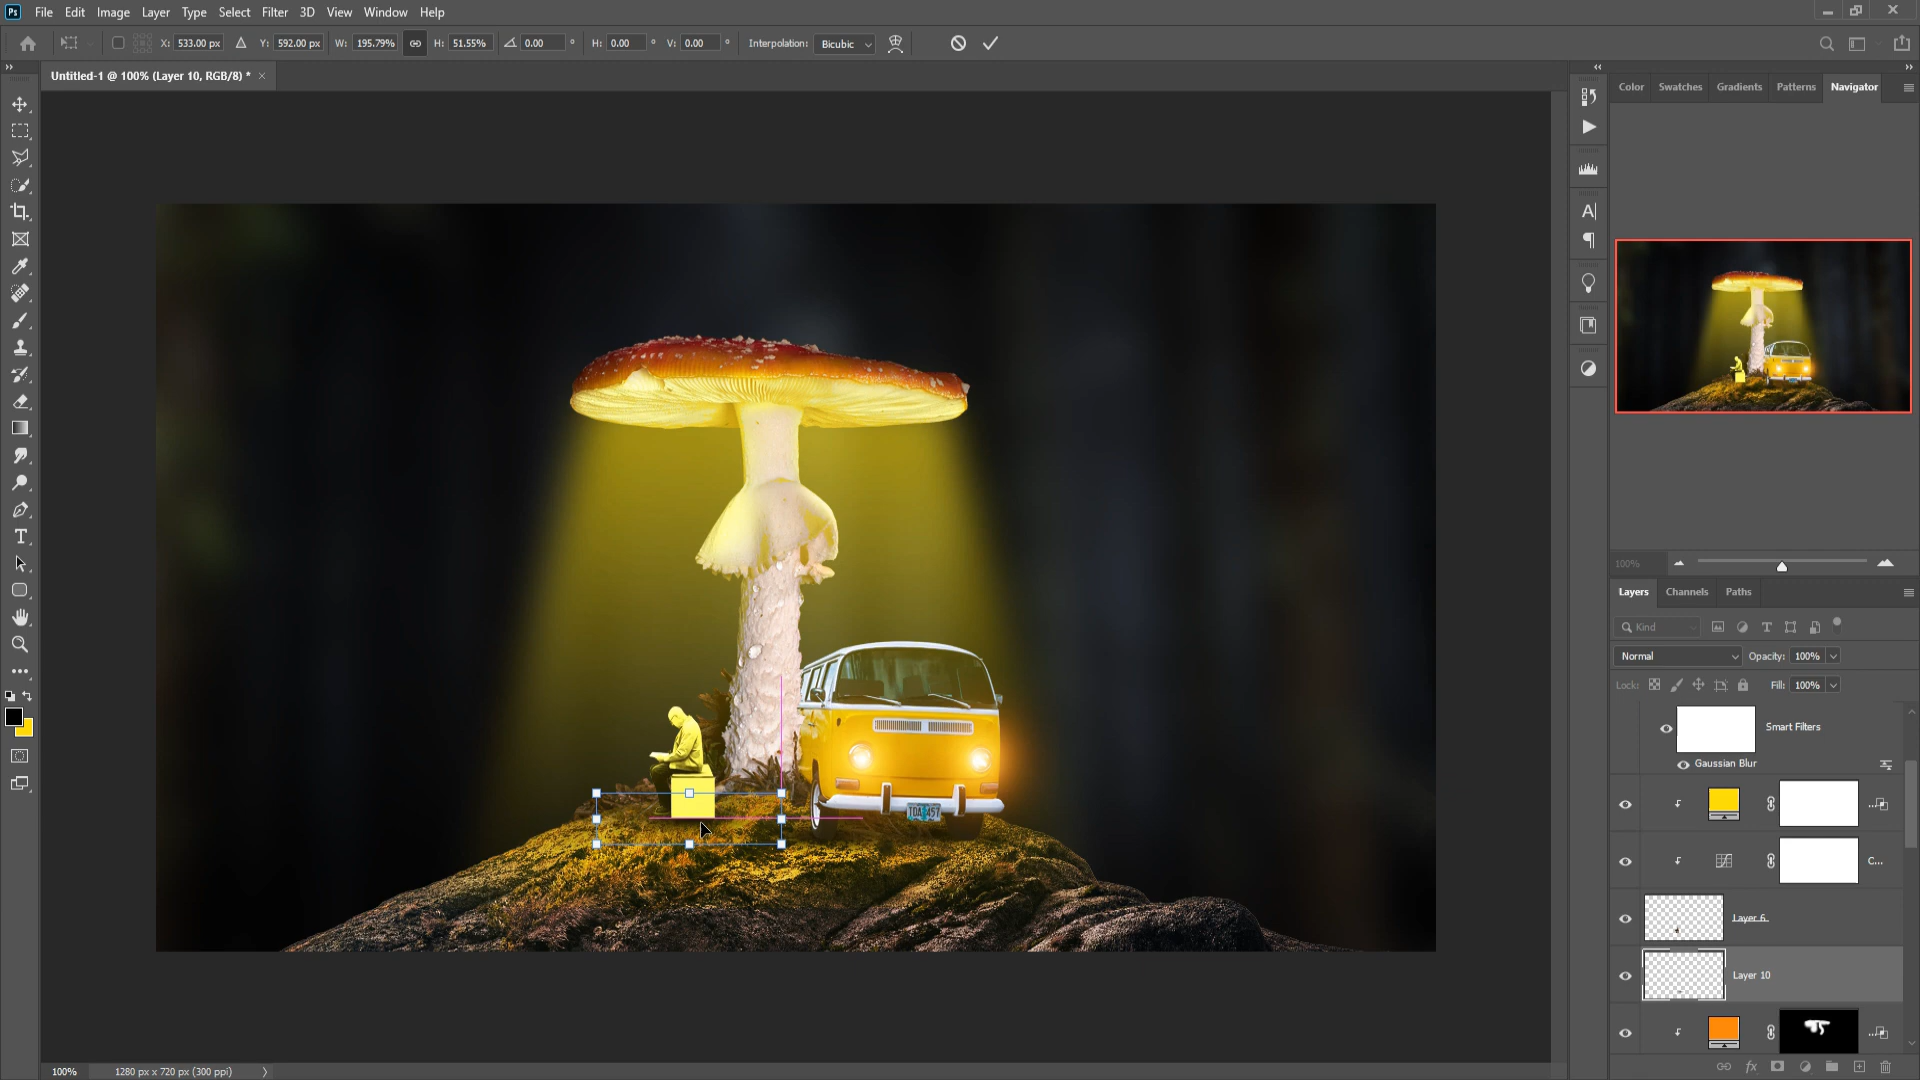 Ps File Edit Image Layer Type Select Filter 3D View Window Help
X: 533.00 px Y: 592.00 px W: 195.79% H: 51.55% 0.00 ° H: 0.00 ° V: 0.00 ° Interpolation: Bicubic
Untitled-1 @ 100% (Layer 10, RGB/8) * ×
Color Swatches Gradients Patterns Navigator
100%
Layers Channels Paths
Kind
Normal Opacity: 100%
Lock: Fill: 100%
Smart Filters
Gaussian Blur
C...
Layer 6
Layer 10
100% 1280 px x 720 px (300 ppi)